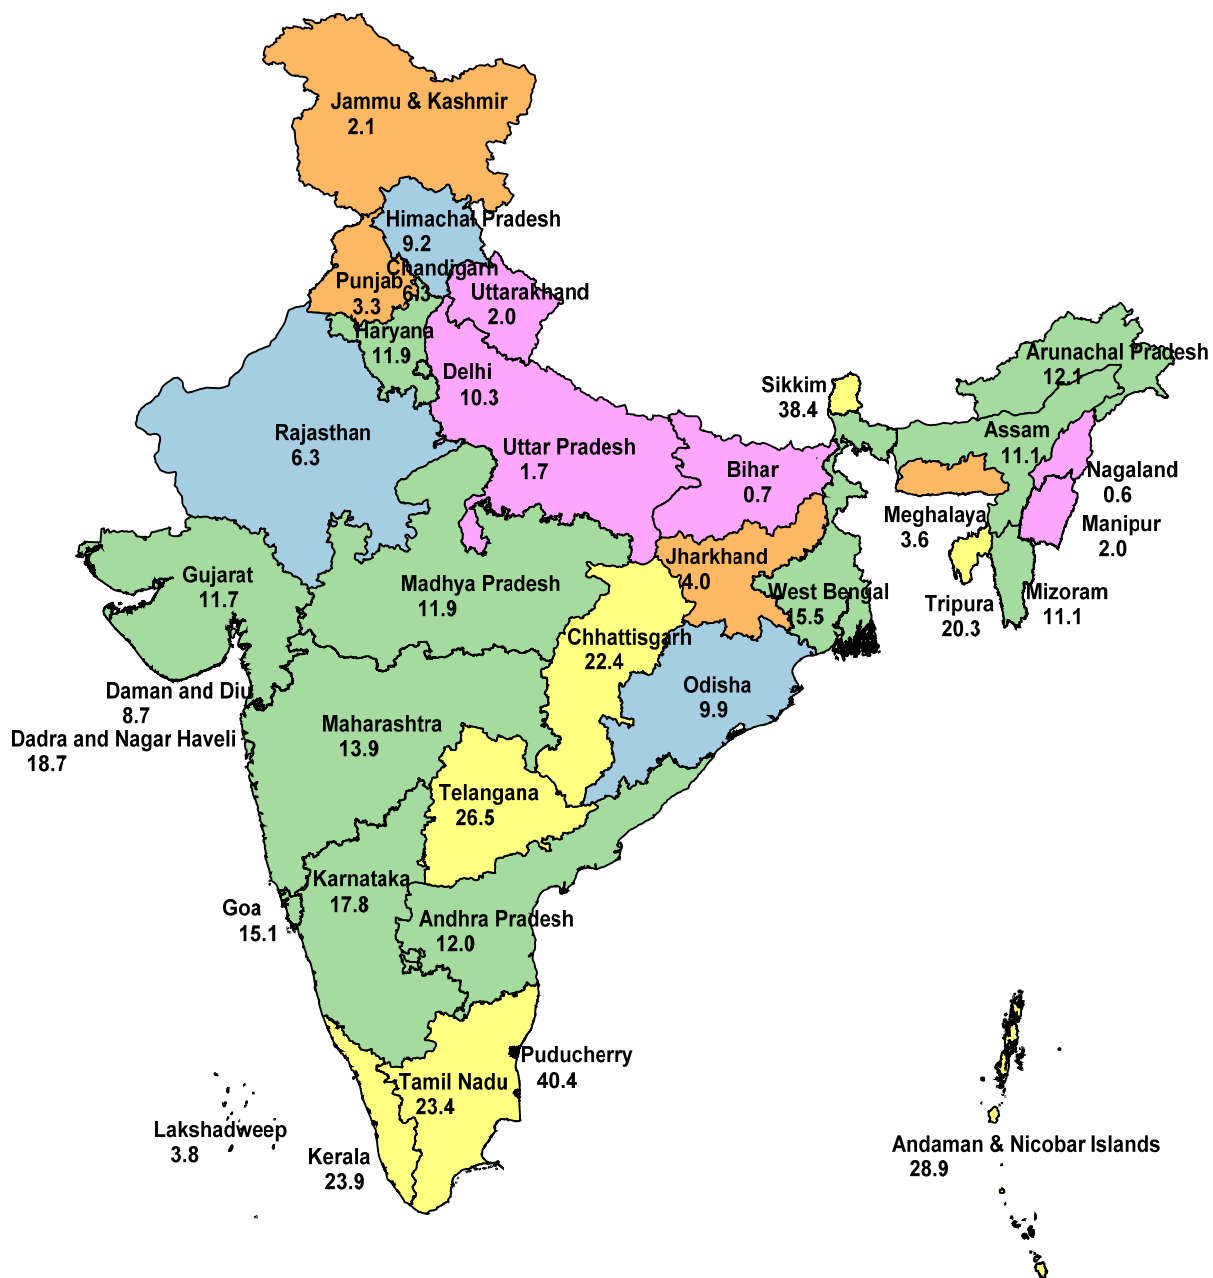 Jammu & Kashmir
2.1
Himachal Pradesh
9.2
Chandigarh
6.3
Punjab
3.3
Uttarakhand
2.0
Haryana
11.9
Delhi
10.3
Arunachal Pradesh
12.1
Sikkim
38.4
Rajasthan
6.3
Uttar Pradesh
1.7
Bihar
0.7
Assam
11.1
Nagaland
0.6
Meghalaya
3.6
Manipur
2.0
Jharkhand
4.0
Gujarat
11.7
Madhya Pradesh
11.9
West Bengal
15.5
Tripura
20.3
Mizoram
11.1
Chhattisgarh
22.4
Daman and Diu
8.7
Odisha
9.9
Dadra and Nagar Haveli
18.7
Maharashtra
13.9
Telangana
26.5
Karnataka
17.8
Goa
15.1
Andhra Pradesh
12.0
Puducherry
40.4
Tamil Nadu
23.4
Lakshadweep
3.8
Kerala
23.9
Andaman & Nicobar Islands
28.9